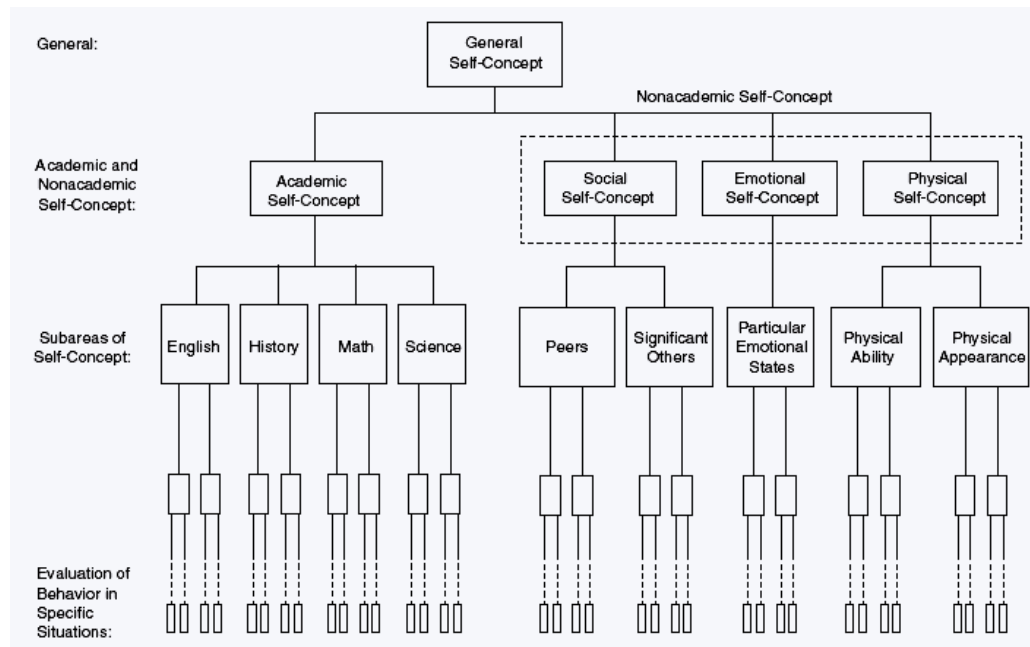 General:
General
Self-Concept
Nonacademic Self-Concept
Academic and
Nonacademic
Self-Concept:
Academic
Self-Concept
Social
Self-Concept
Emotional
Self-Concept
Physical
Self-Concept
Subareas of
Self-Concept:
English
History
Math
Science
Peers
Significant
Others
Particular
Emotional
States
Physical
Ability
Physical
Appearance
Evaluation of
Behavior in
Specific
Situations: